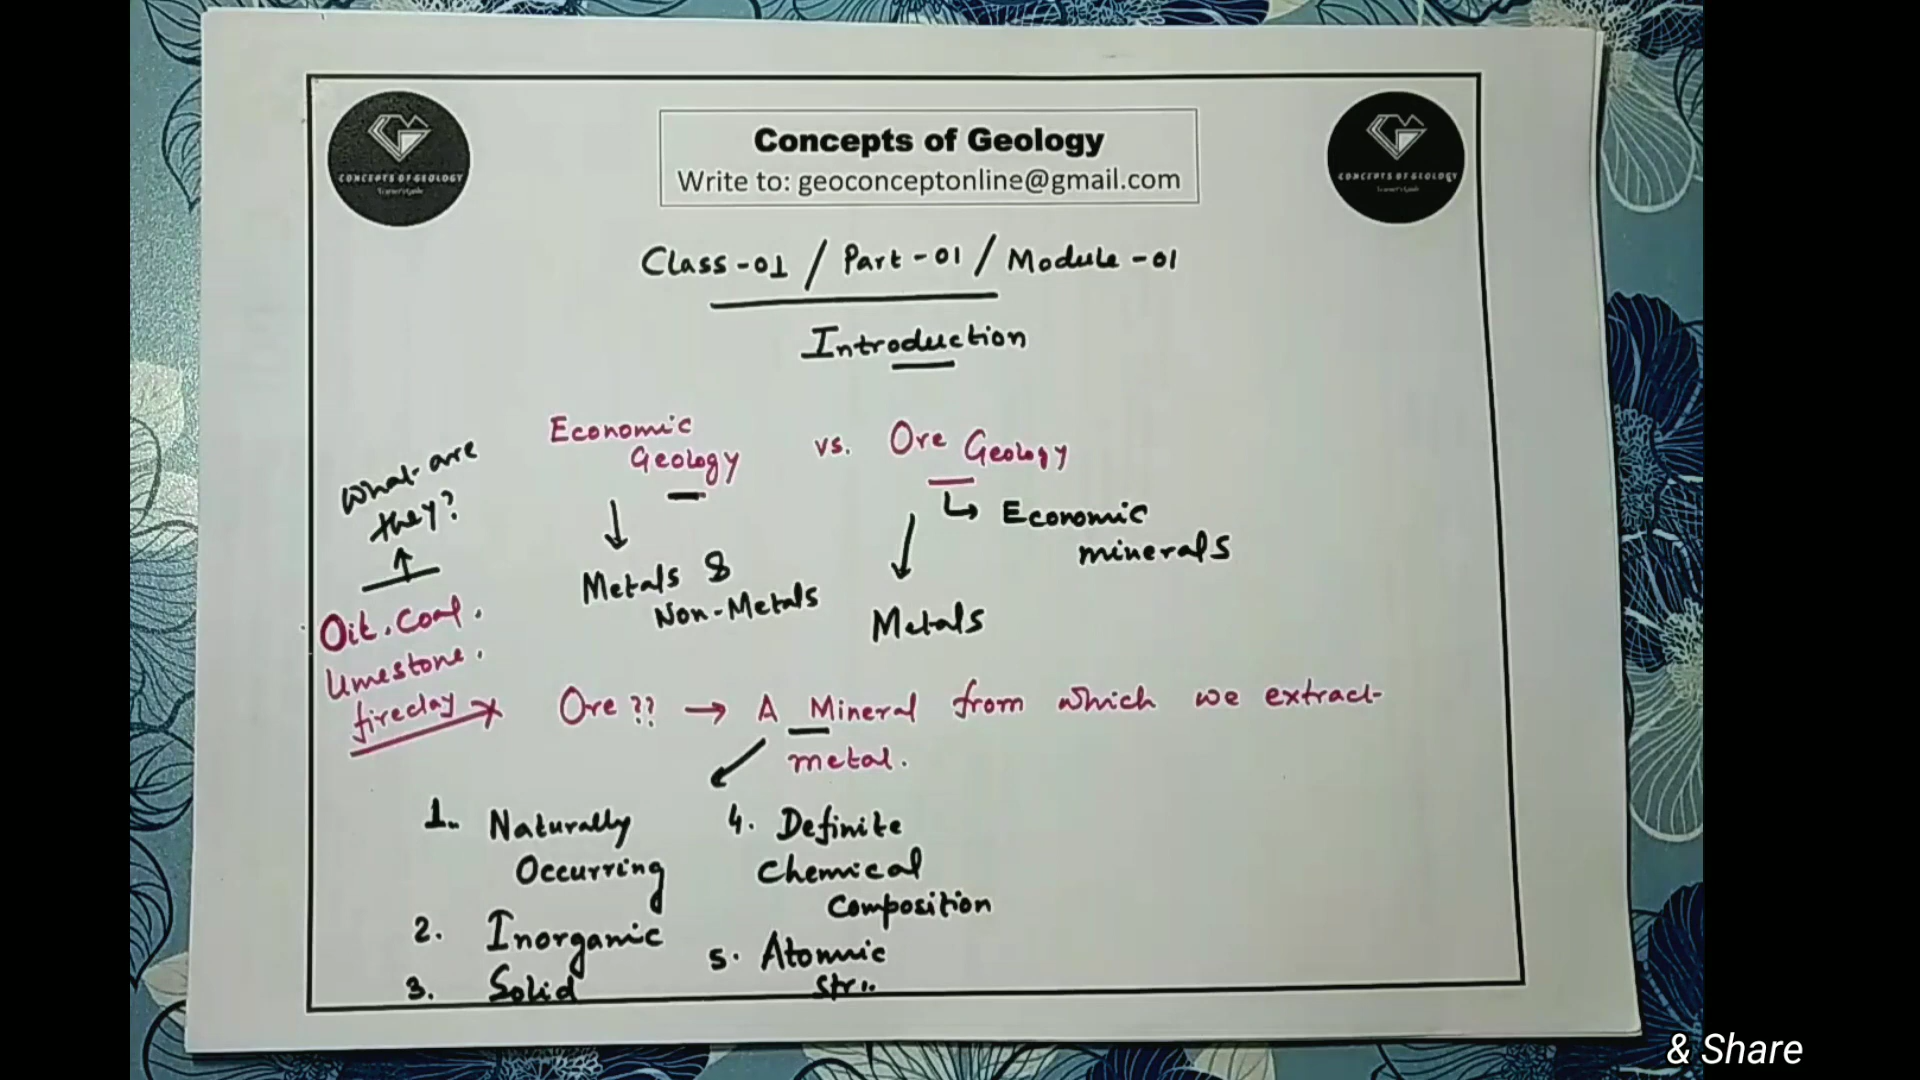 Concepts of Geology
Write to: geoconceptonline@gmail.com
CONCEPTS OF GEOLOGY
CONCEPTS OF GEOLOGY
Class-01 / Part-01 / Module-01
Introduction
Economic
Geology
vs. Ore Geology
What are
they?
Metals &
Non-Metals
Economic
minerals
Metals
Oil. Coal.
Limestone.
fireclay
Ore ?? → A Mineral from which we extract
metal.
1. Naturally
Occurring
2. Inorganic
3. Solid
4. Definite
Chemical
Composition
5. Atomic
Str..
& Share